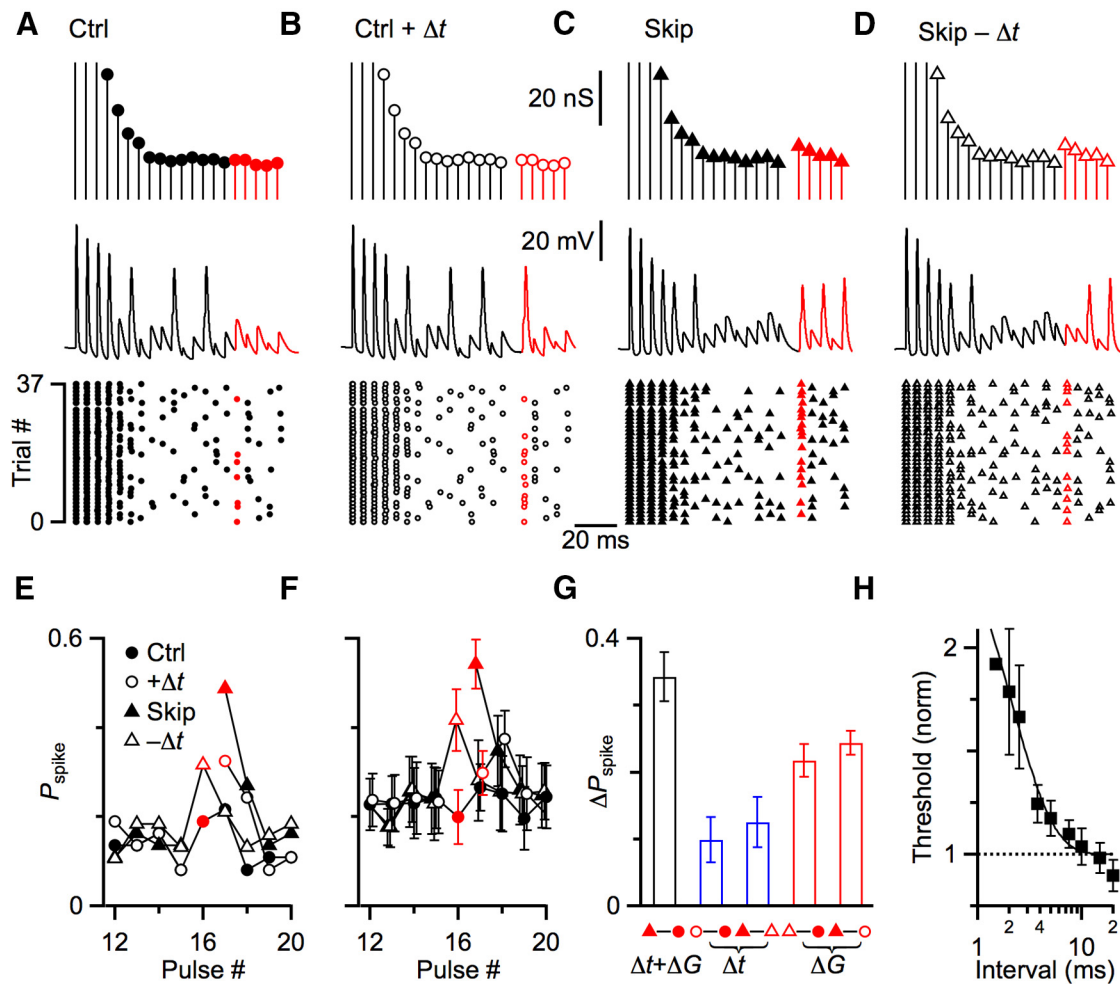 A Ctrl
B Ctrl + Δt
C Skip
D Skip – Δt
20 nS
20 mV
37
Trial #
0
20 ms
E
F
G
H
0.6
Pspike
0
Ctrl
+Δt
Skip
–Δt
12 16 20
Pulse #
12 16 20
Pulse #
0.4
ΔPspike
0
Δt+ΔG Δt ΔG
2
Threshold (norm)
1
1 2 4 10 2
Interval (ms)